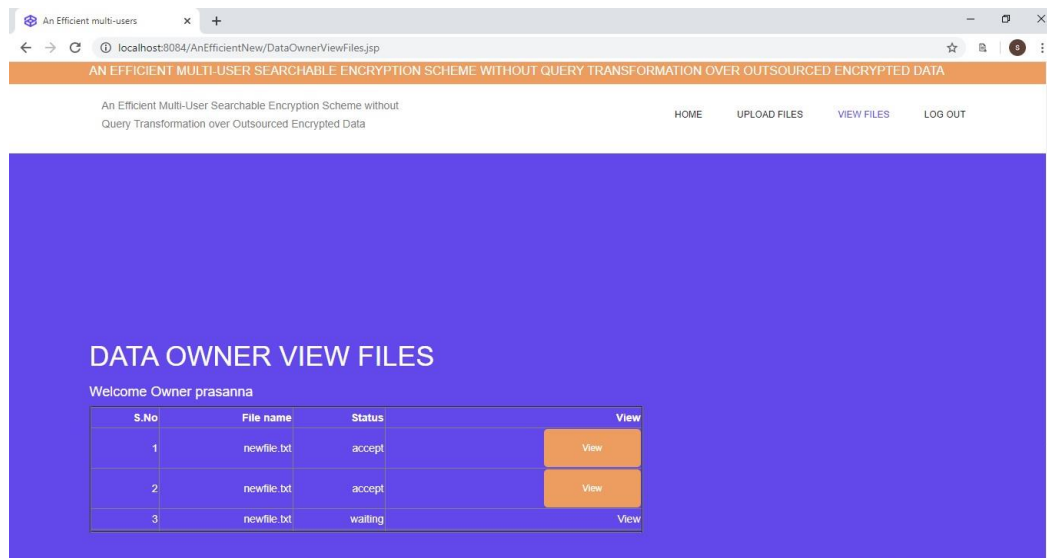 An Efficient multi-users
localhost:8084/AnEfficientNew/DataOwnerViewFiles.jsp
S
AN EFFICIENT MULTI-USER SEARCHABLE ENCRYPTION SCHEME WITHOUT QUERY TRANSFORMATION OVER OUTSOURCED ENCRYPTED DATA
An Efficient Multi-User Searchable Encryption Scheme without
Query Transformation over Outsourced Encrypted Data
HOME UPLOAD FILES VIEW FILES LOG OUT
DATA OWNER VIEW FILES
Welcome Owner prasanna
S.No File name Status View
1 newfile.txt accept View
2 newfile.txt accept View
3 newfile.txt waiting View